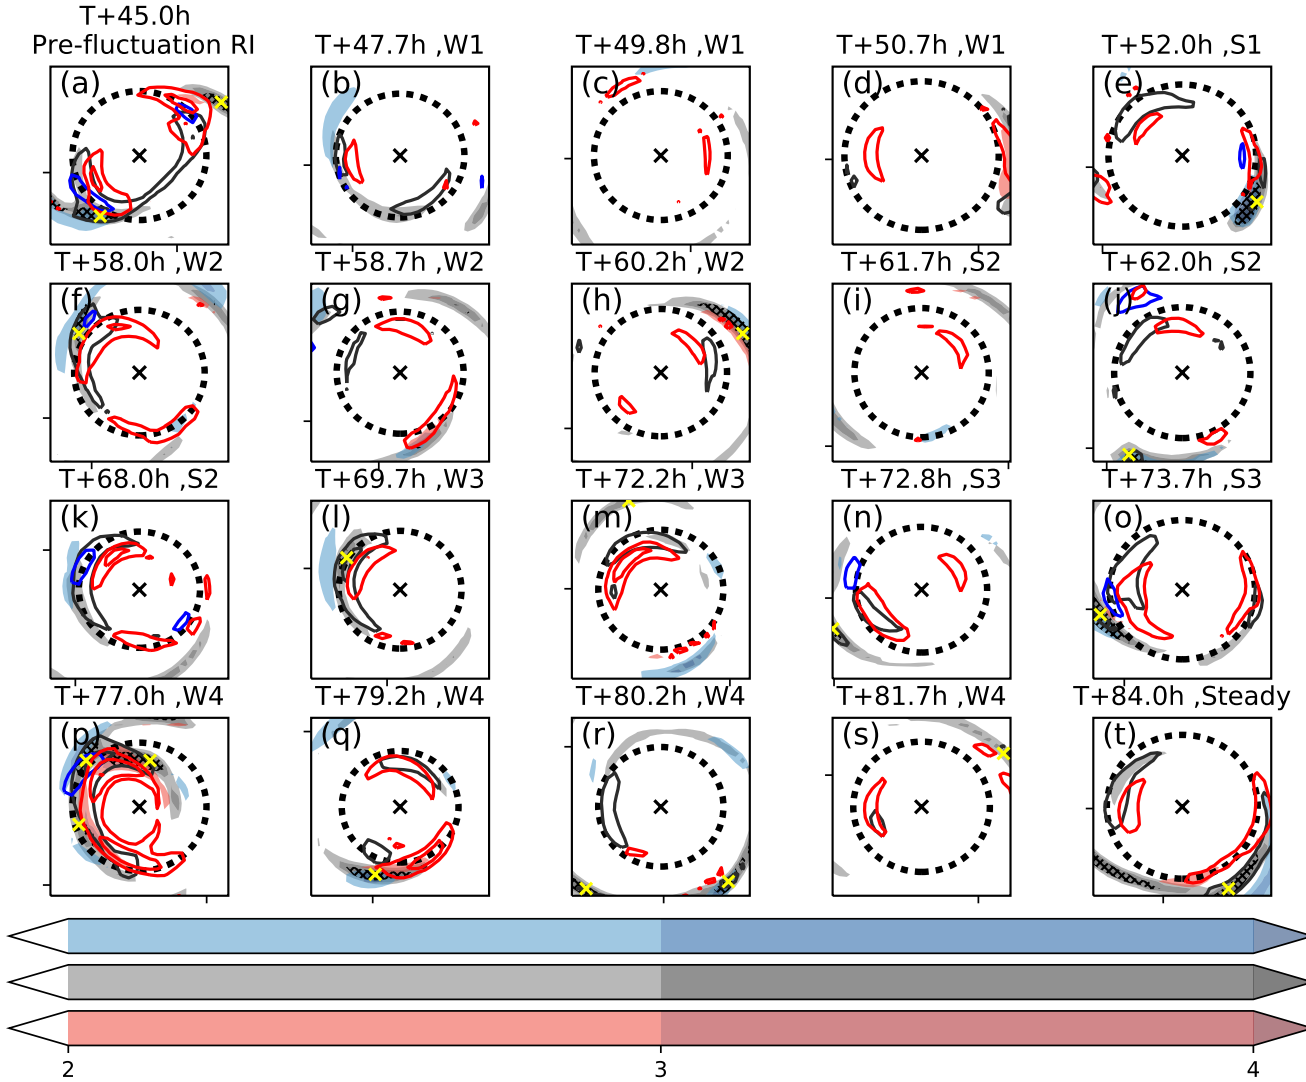 T+45.0h
Pre-fluctuation RI
T+47.7h ,W1
T+49.8h ,W1
T+50.7h ,W1
T+52.0h ,S1
(a)
(b)
(c)
(d)
(e)
T+58.0h ,W2
T+58.7h ,W2
T+60.2h ,W2
T+61.7h ,S2
T+62.0h ,S2
(f)
(g)
(h)
(i)
(j)
T+68.0h ,S2
T+69.7h ,W3
T+72.2h ,W3
T+72.8h ,S3
T+73.7h ,S3
(k)
(l)
(m)
(n)
(o)
T+77.0h ,W4
T+79.2h ,W4
T+80.2h ,W4
T+81.7h ,W4
T+84.0h ,Steady
(p)
(q)
(r)
(s)
(t)
2
3
4